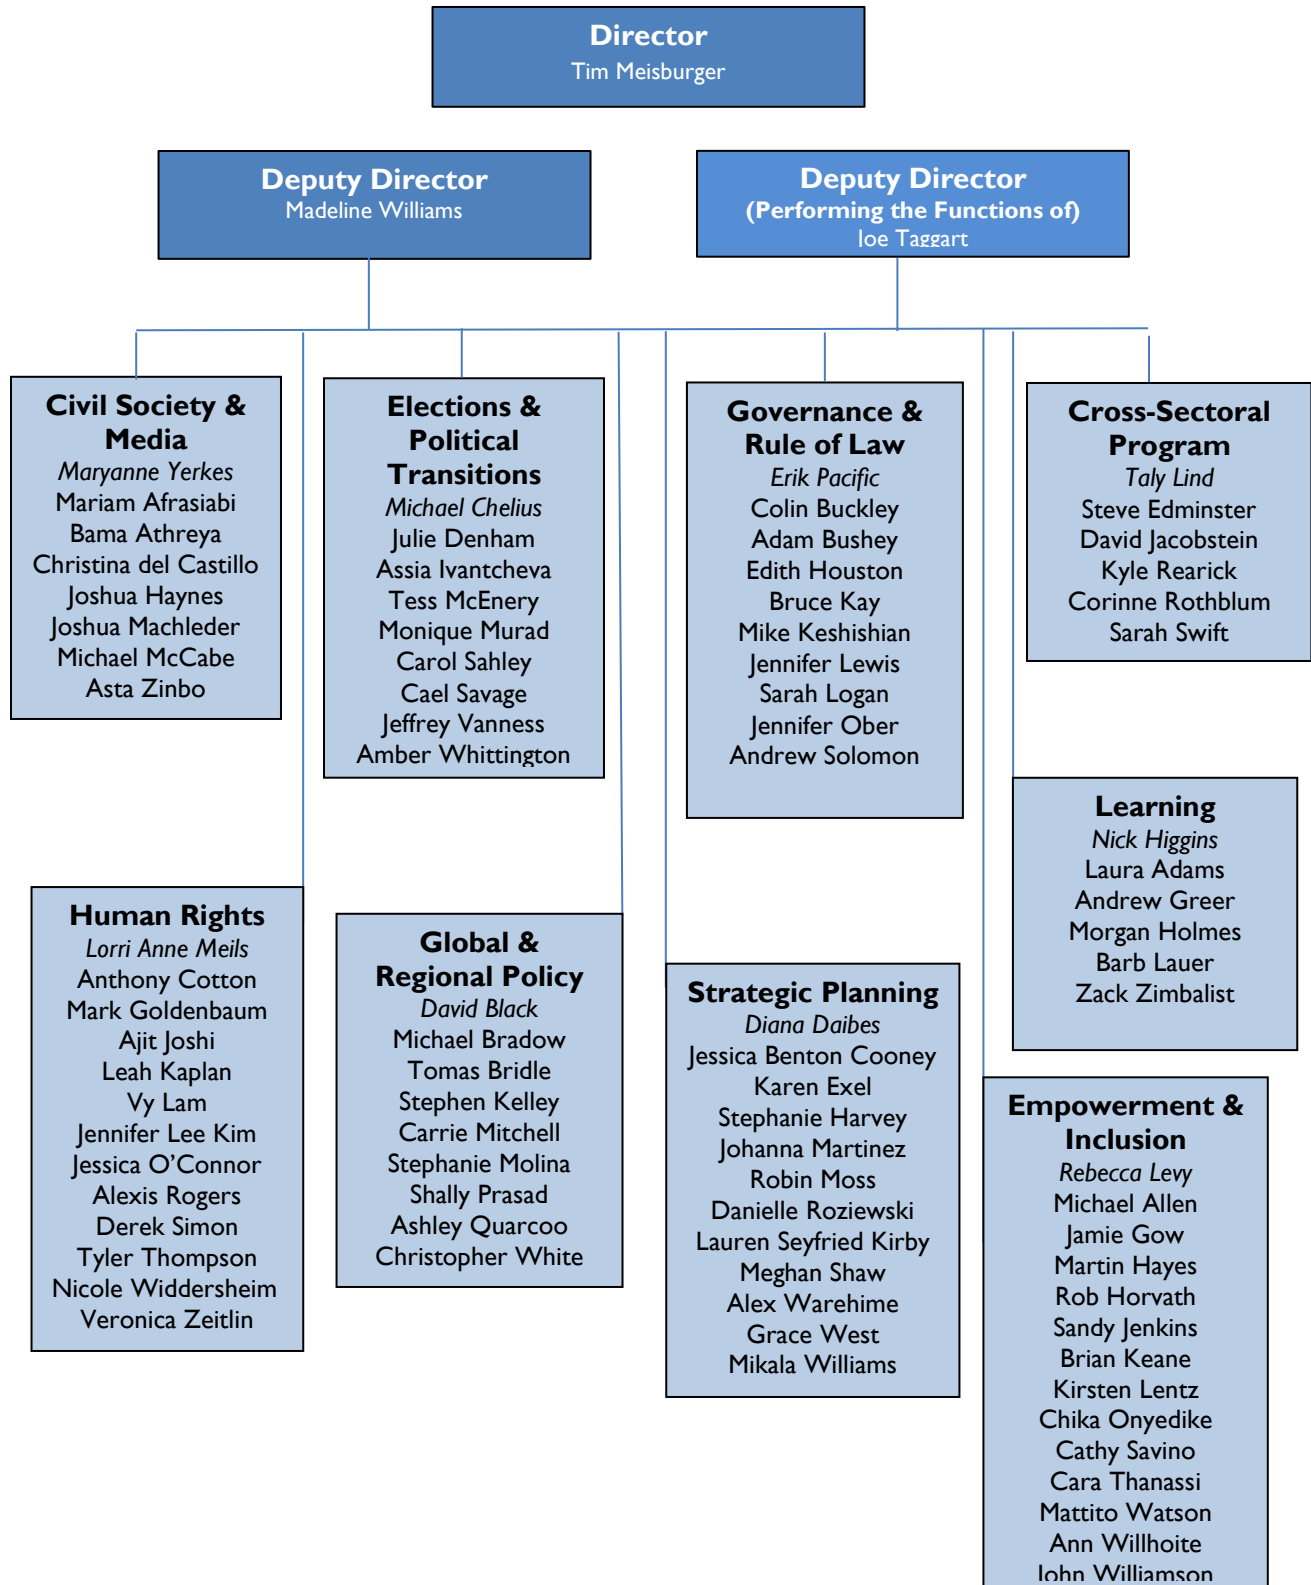 Director
Tim Meisburger
Deputy Director
Madeline Williams
Deputy Director
(Performing the Functions of)
Joe Taggart
Civil Society &
Media
Maryanne Yerkes
Mariam Afrasiabi
Bama Athreya
Christina del Castillo
Joshua Haynes
Joshua Machleder
Michael McCabe
Asta Zinbo
Elections &
Political
Transitions
Michael Chelius
Julie Denham
Assia Ivantcheva
Tess McEnery
Monique Murad
Carol Sahley
Cael Savage
Jeffrey Vanness
Amber Whittington
Governance &
Rule of Law
Erik Pacific
Colin Buckley
Adam Bushey
Edith Houston
Bruce Kay
Mike Keshishian
Jennifer Lewis
Sarah Logan
Jennifer Ober
Andrew Solomon
Cross-Sectoral
Program
Taly Lind
Steve Edminster
David Jacobstein
Kyle Rearick
Corinne Rothblum
Sarah Swift
Human Rights
Lorri Anne Meils
Anthony Cotton
Mark Goldenbaum
Ajit Joshi
Leah Kaplan
Vy Lam
Jennifer Lee Kim
Jessica O’Connor
Alexis Rogers
Derek Simon
Tyler Thompson
Nicole Widdersheim
Veronica Zeitlin
Global &
Regional Policy
David Black
Michael Bradow
Tomas Bridle
Stephen Kelley
Carrie Mitchell
Stephanie Molina
Shally Prasad
Ashley Quarcoo
Christopher White
Strategic Planning
Diana Daibes
Jessica Benton Cooney
Karen Exel
Stephanie Harvey
Johanna Martinez
Robin Moss
Danielle Roziewski
Lauren Seyfried Kirby
Meghan Shaw
Alex Warehime
Grace West
Mikala Williams
Learning
Nick Higgins
Laura Adams
Andrew Greer
Morgan Holmes
Barb Lauer
Zack Zimbalist
Empowerment &
Inclusion
Rebecca Levy
Michael Allen
Jamie Gow
Martin Hayes
Rob Horvath
Sandy Jenkins
Brian Keane
Kirsten Lentz
Chika Onyedike
Cathy Savino
Cara Thanassi
Mattito Watson
Ann Willhoite
John Williamson